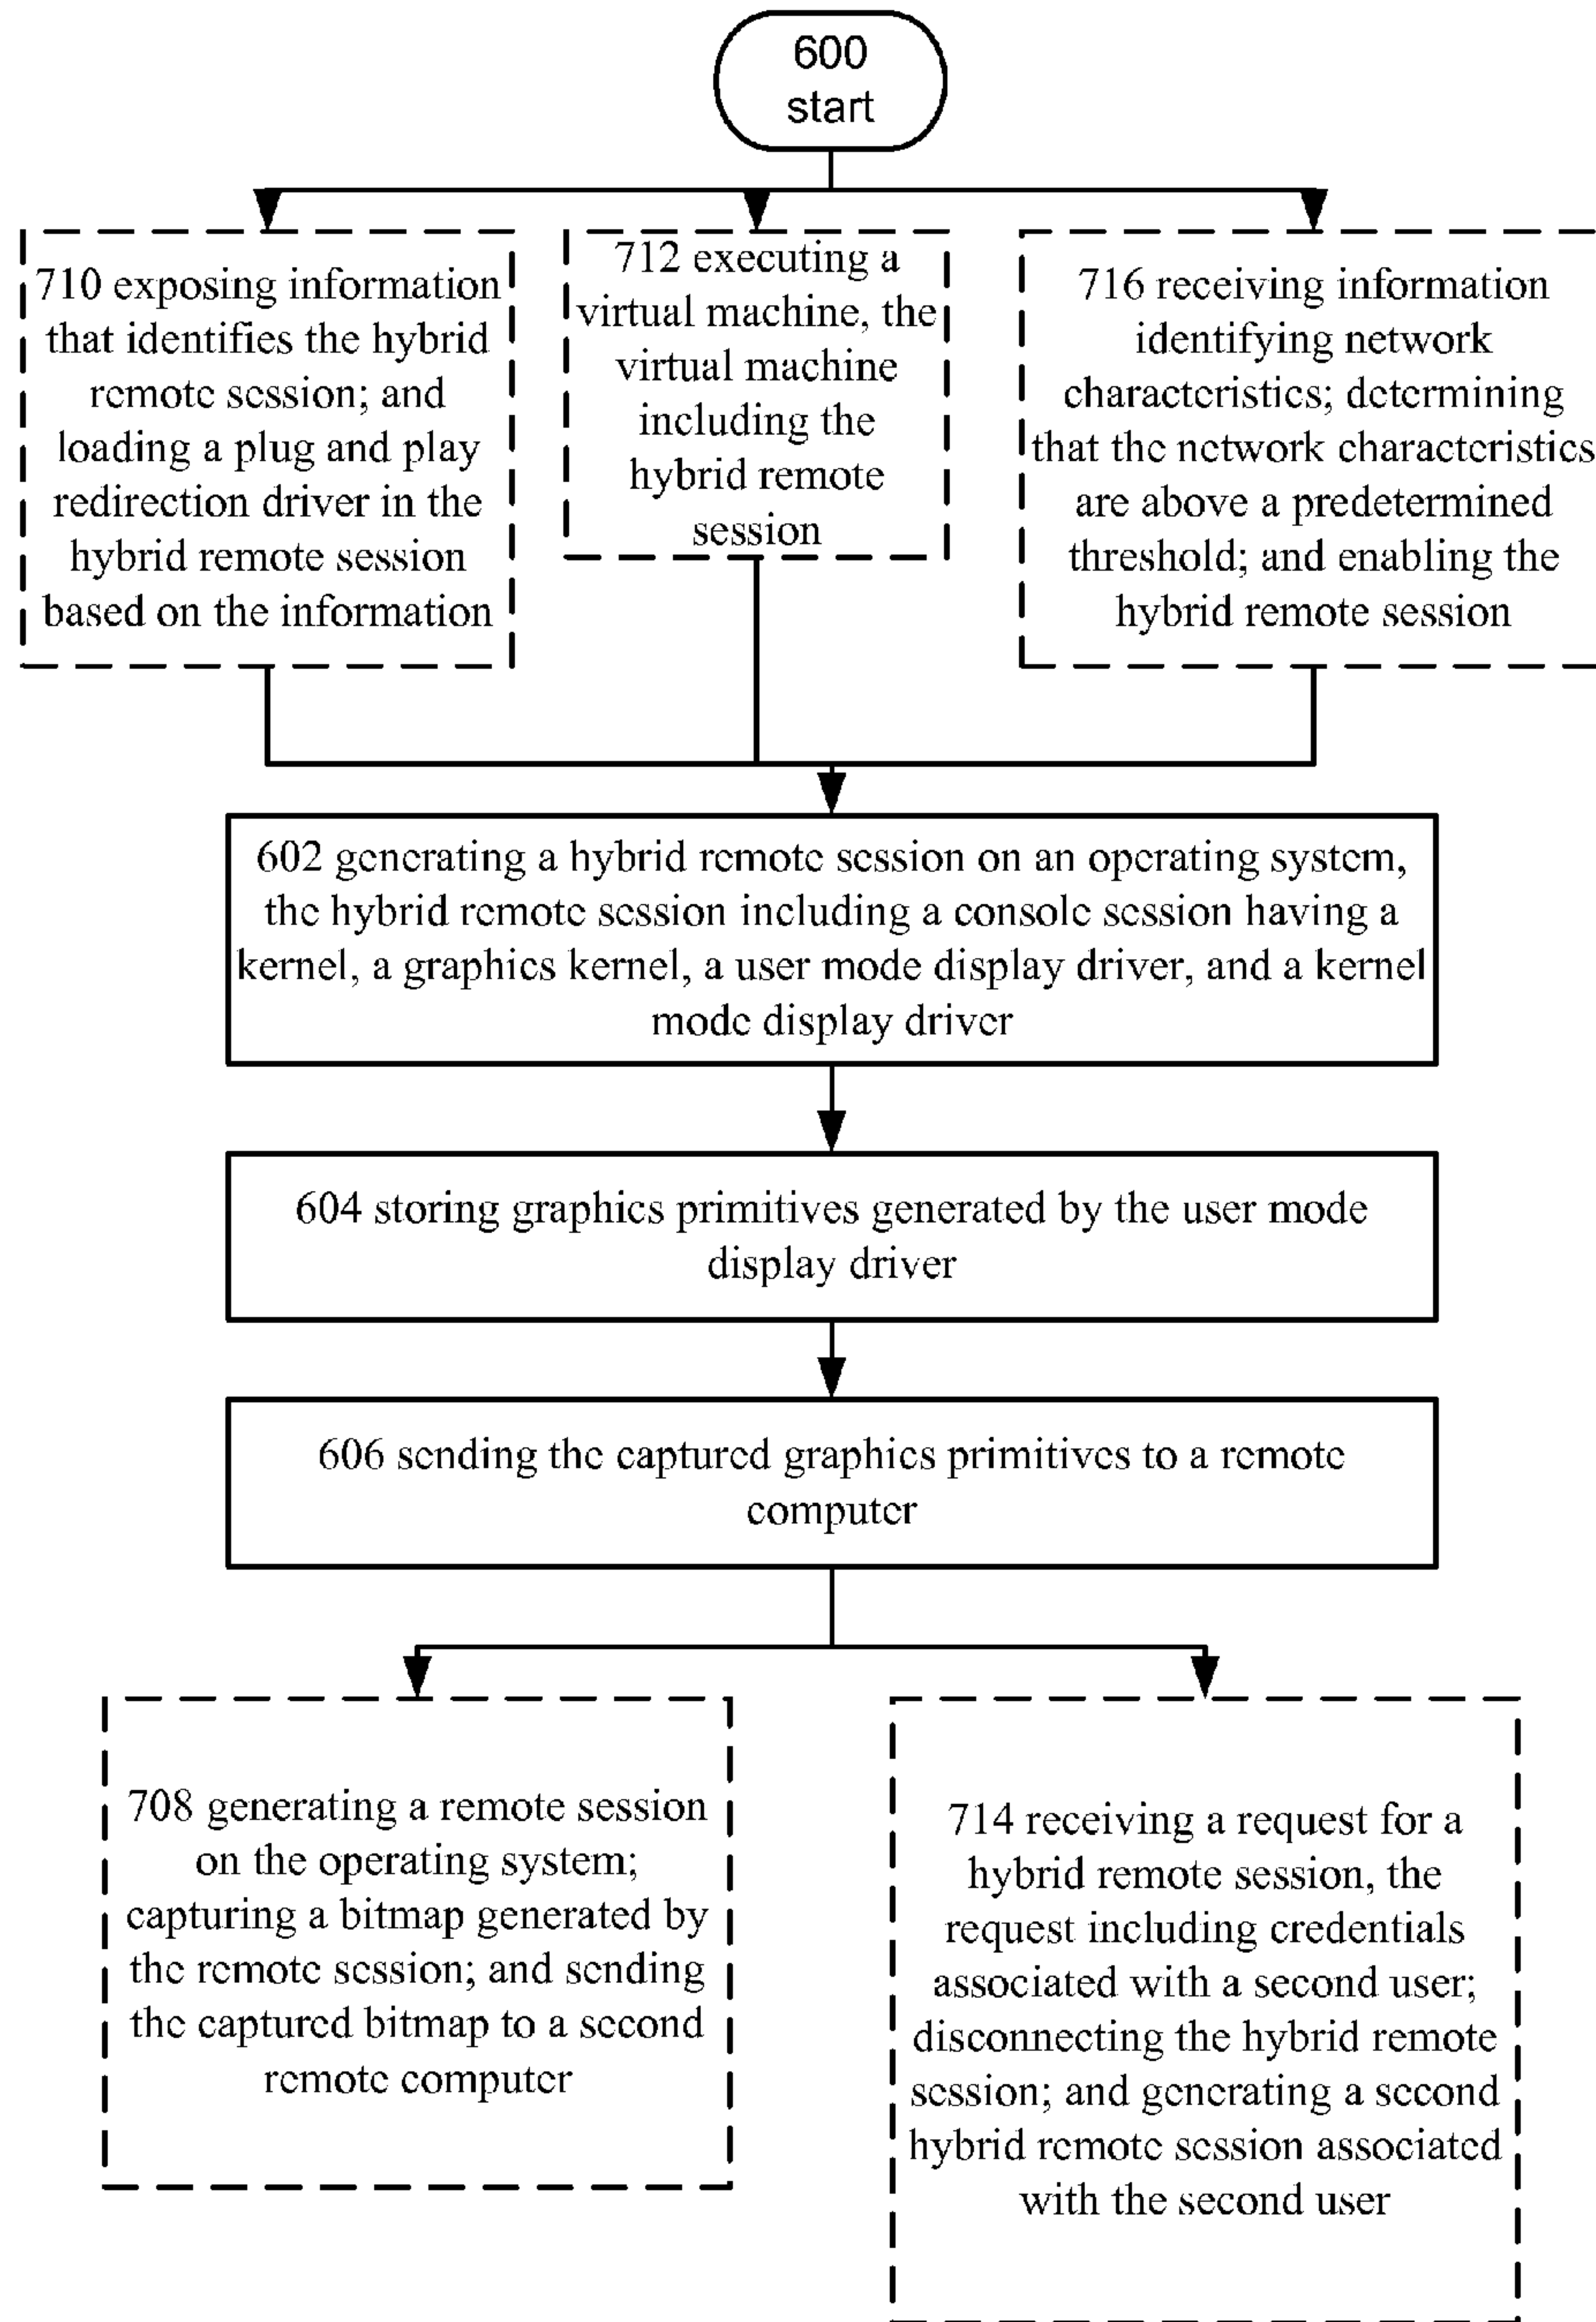 600
start
710 exposing information
that identifies the hybrid
remote session; and
loading a plug and play
redirection driver in the
hybrid remote session
based on the information
712 executing a
virtual machine, the
virtual machine
including the
hybrid remote
session
716 receiving information
identifying network
characteristics; determining
that the network characteristics
are above a predetermined
threshold; and enabling the
hybrid remote session
602 generating a hybrid remote session on an operating system,
the hybrid remote session including a console session having a
kernel, a graphics kernel, a user mode display driver, and a kernel
mode display driver
604 storing graphics primitives generated by the user mode
display driver
606 sending the captured graphics primitives to a remote
computer
708 generating a remote session
on the operating system;
capturing a bitmap generated by
the remote session; and sending
the captured bitmap to a second
remote computer
714 receiving a request for a
hybrid remote session, the
request including credentials
associated with a second user;
disconnecting the hybrid remote
session; and generating a second
hybrid remote session associated
with the second user